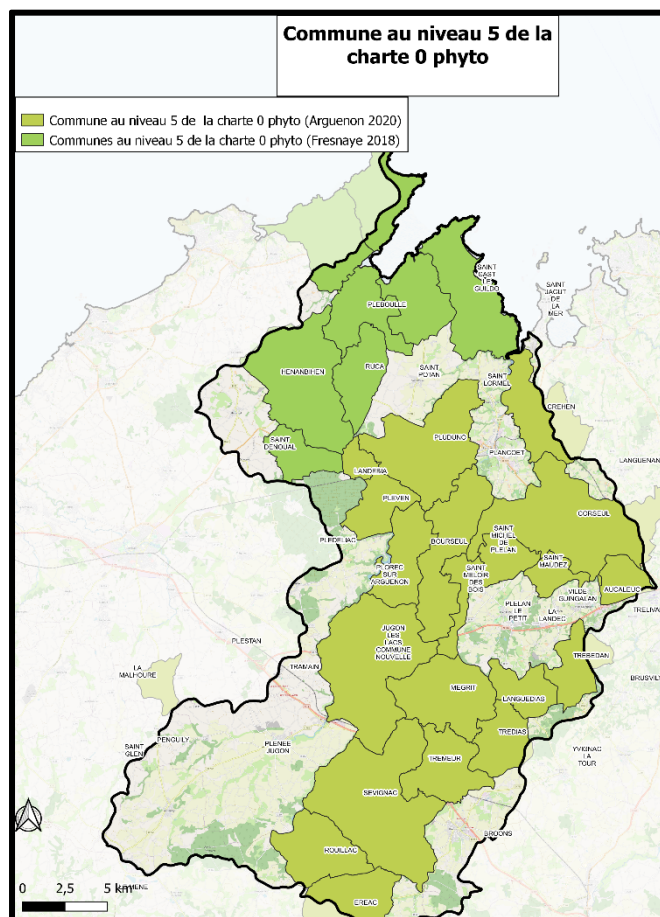 Commune au niveau 5 de la
charte 0 phyto
Commune au niveau 5 de la charte 0 phyto (Arguenon 2020)
Communes au niveau 5 de la charte 0 phyto (Fresnaye 2018)
SAINT
CAST
LE
GUILDO
SAINT
JACUT
DE
LA
MER
PLEBOULLE
HENANBIHEN
RUCA
SAINT
POTAN
SAINT
LORMEL
CREHEN
SAINT
DENOUAL
PLUDUNO
PLANCOET
LANGUENAN
LANDEBIA
PLEVEN
CORSEUL
PLEDELIAC
BOURSEUL
SAINT
MICHEL
DE
PLELAN
SAINT
MAUDEZ
PLOREC
SUR
ARGUENON
SAINT
MELOIR
DES
BOIS
AUCALEUC
VILDE
GUINGALAN
PLELAN
LE
PETIT
LA
LANDEC
TRELIVAN
JUGON
LES
LACS
COMMUNE
NOUVELLE
PLESTAN
TREBEDAN
LA
MALHOURE
TRAMAIN
BRUSVILY
MEGRIT
LANGUEDIAS
TREDIAS
PENGUILY
SAINT
GLEN
PLENEE
JUGON
YVIGNAC
LA
TOUR
TREMEUR
SEVIGNAC
BROONS
ROUILLAC
EREAC
0 2,5 5 km